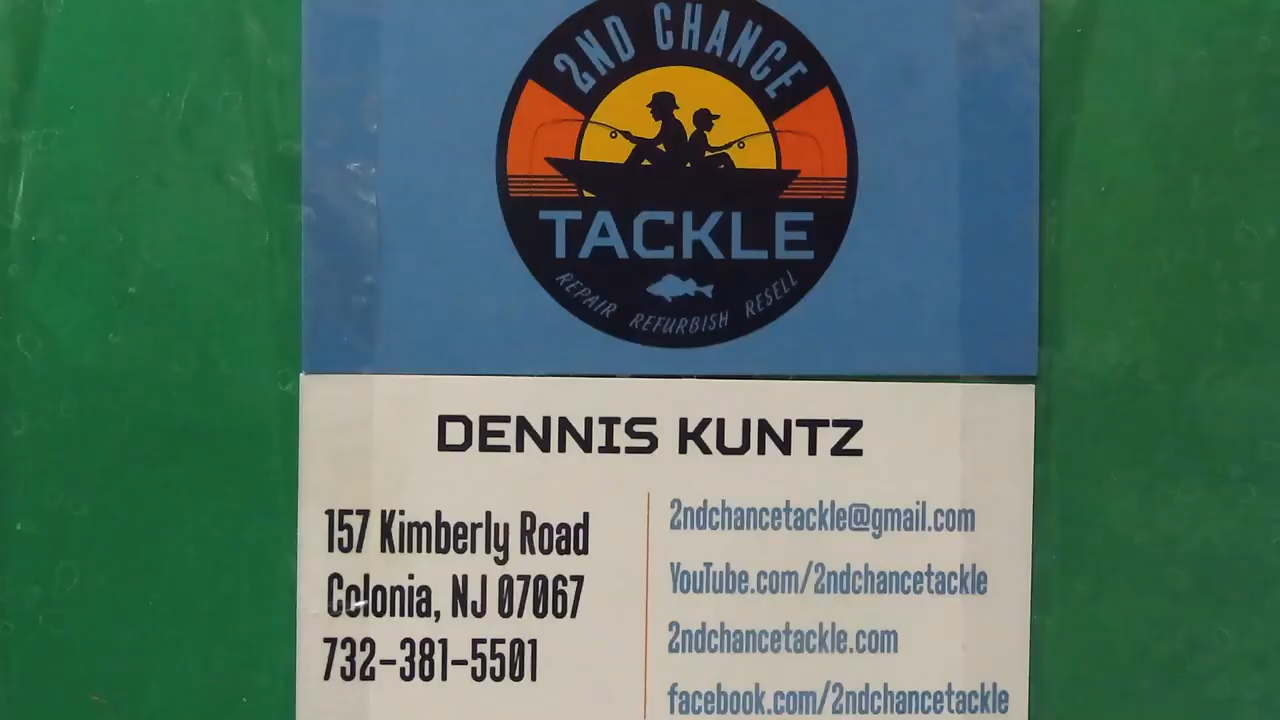 2ND CHANCE
TACKLE
REPAIR REFURBISH RESELL
DENNIS KUNTZ
157 Kimberly Road
Colonia, NJ 07067
732-381-5501
2ndchancetackle@gmail.com
YouTube.com/2ndchancetackle
2ndchancetackle.com
facebook.com/2ndchancetackle